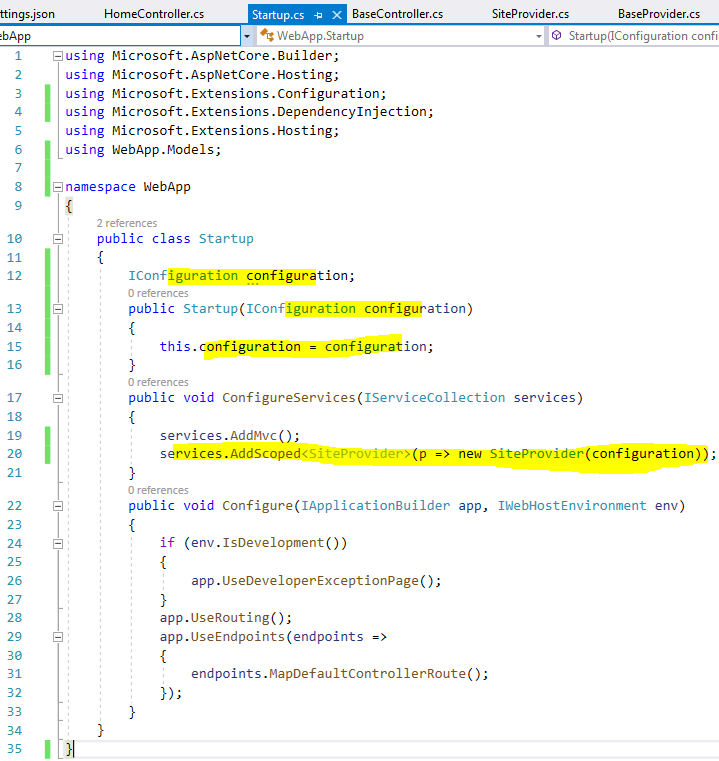 ttings.json HomeController.cs Startup.cs BaseController.cs SiteProvider.cs BaseProvider.cs
ebApp WebApp.Startup Startup(IConfiguration confi
1 using Microsoft.AspNetCore.Builder;
2 using Microsoft.AspNetCore.Hosting;
3 using Microsoft.Extensions.Configuration;
4 using Microsoft.Extensions.DependencyInjection;
5 using Microsoft.Extensions.Hosting;
6 using WebApp.Models;
7
8 namespace WebApp
9 {
2 references
10 public class Startup
11 {
12 IConfiguration configuration;
0 references
13 public Startup(IConfiguration configuration)
14 {
15 this.configuration = configuration;
16 }
0 references
17 public void ConfigureServices(IServiceCollection services)
18 {
19 services.AddMvc();
20 services.AddScoped<SiteProvider>(p => new SiteProvider(configuration));
21 }
0 references
22 public void Configure(IApplicationBuilder app, IWebHostEnvironment env)
23 {
24 if (env.IsDevelopment())
25 {
26 app.UseDeveloperExceptionPage();
27 }
28 app.UseRouting();
29 app.UseEndpoints(endpoints =>
30 {
31 endpoints.MapDefaultControllerRoute();
32 });
33 }
34 }
35 }